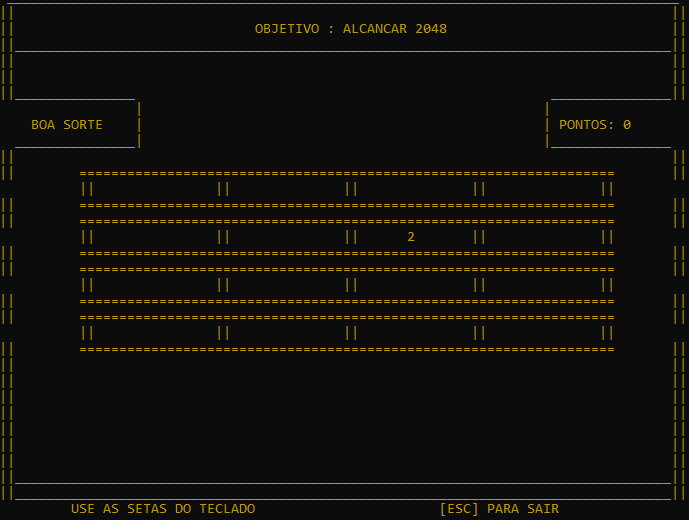 OBJETIVO : ALCANCAR 2048
BOA SORTE
PONTOS: 0
2
USE AS SETAS DO TECLADO
[ESC] PARA SAIR